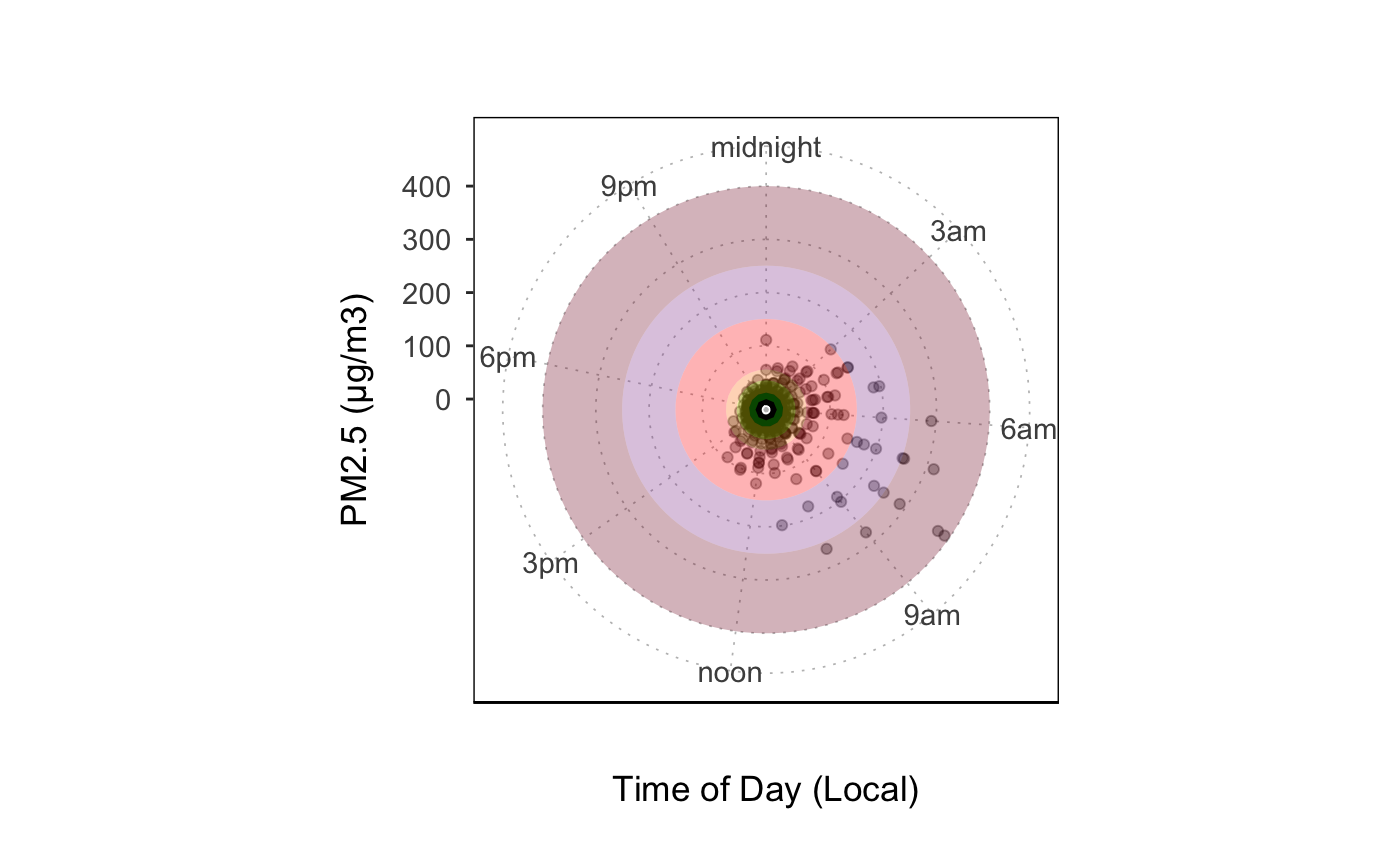 midnight
9pm
400
3am
300
200
100
6pm
0
6am
PM2.5 (μg/m3)
3pm
9am
noon
Time of Day (Local)